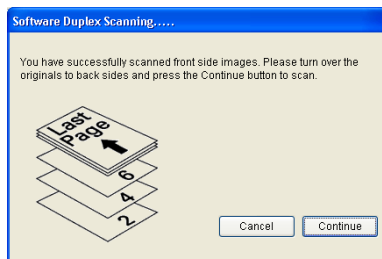 Software Duplex Scanning.....
You have successfully scanned front side images. Please turn over the
originals to back sides and press the Continue button to scan.
Last
Page
6
4
2
Cancel
Continue